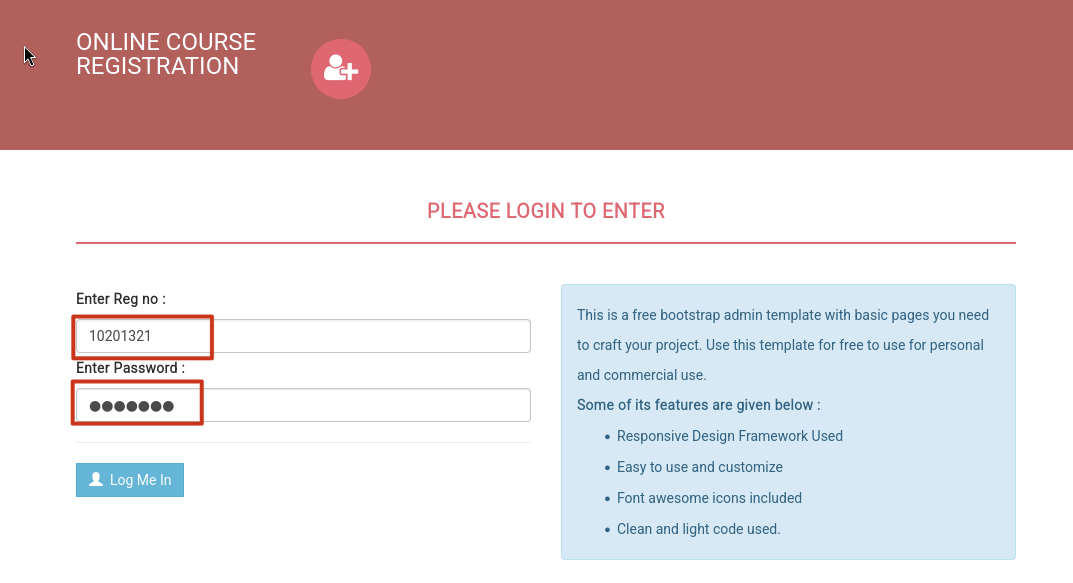 ONLINE COURSE
REGISTRATION
PLEASE LOGIN TO ENTER
Enter Reg no :
10201321
Enter Password :
●●●●●●●
Log Me In
This is a free bootstrap admin template with basic pages you need
to craft your project. Use this template for free to use for personal
and commercial use.
Some of its features are given below :
• Responsive Design Framework Used
• Easy to use and customize
• Font awesome icons included
• Clean and light code used.